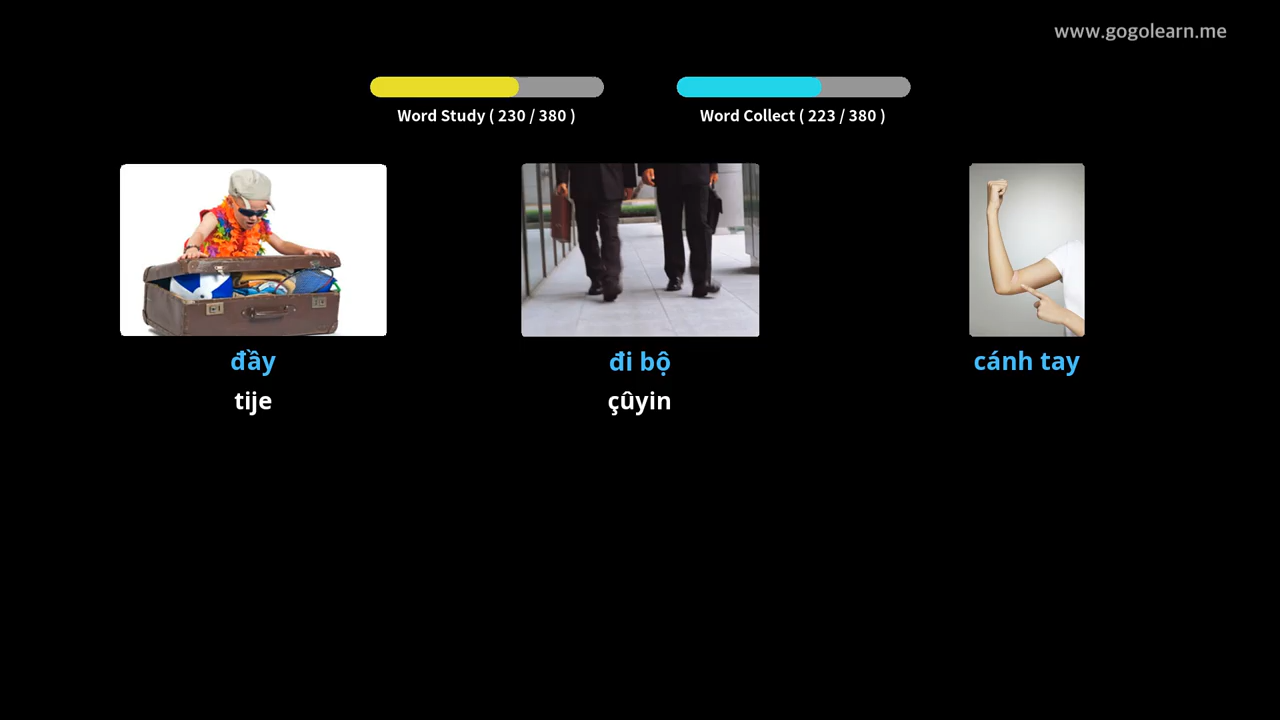 www.gogolearn.me
Word Study ( 230 / 380 )
Word Collect ( 223 / 380 )
đầy
đi bộ
cánh tay
tije
çûyin